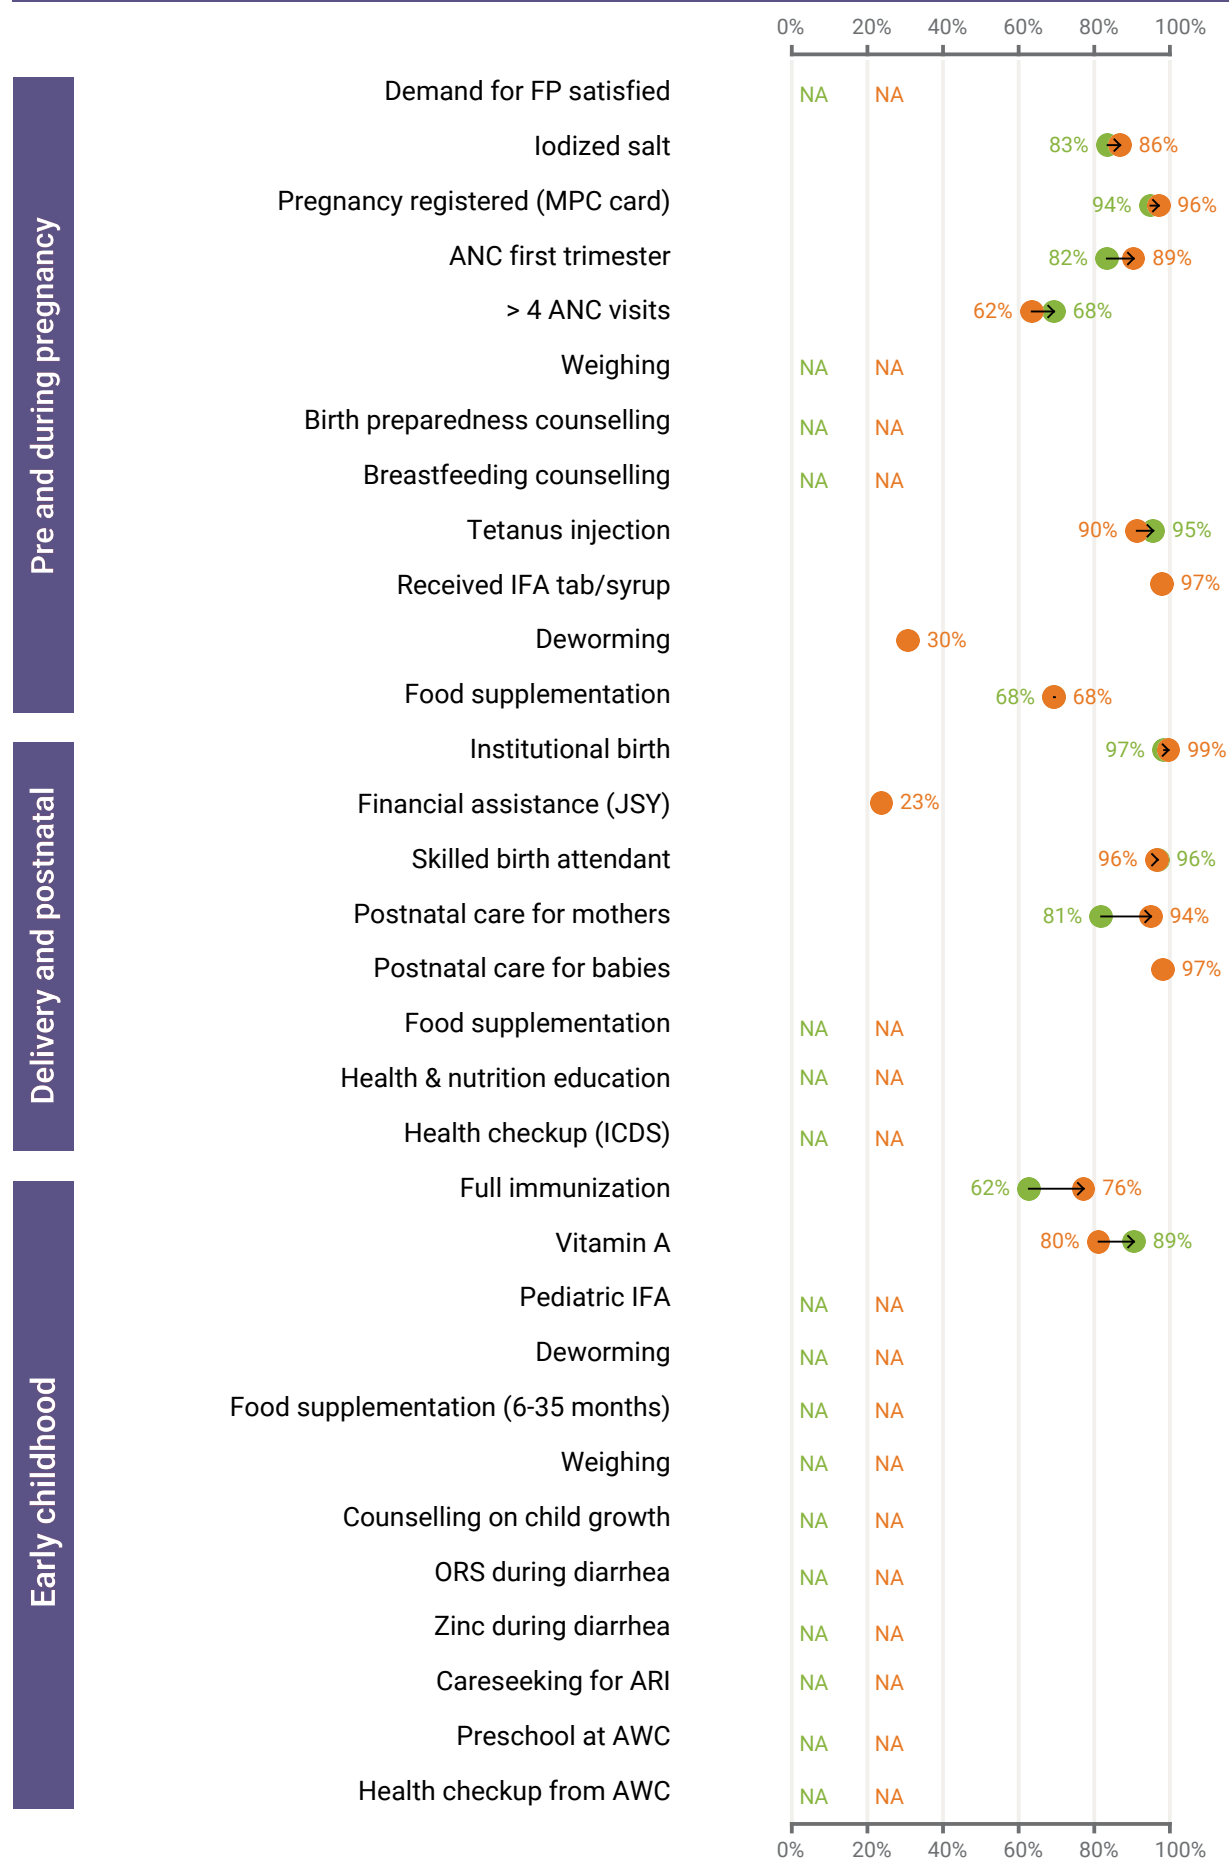 0% 20% 40% 60% 80% 100%
Pre and during pregnancy
Demand for FP satisfied NA NA
Iodized salt 83% 86%
Pregnancy registered (MPC card) 94% 96%
ANC first trimester 82% 89%
> 4 ANC visits 62% 68%
Weighing NA NA
Birth preparedness counselling NA NA
Breastfeeding counselling NA NA
Tetanus injection 90% 95%
Received IFA tab/syrup 97%
Deworming 30%
Food supplementation 68% 68%
Delivery and postnatal
Institutional birth 97% 99%
Financial assistance (JSY) 23%
Skilled birth attendant 96% 96%
Postnatal care for mothers 81% 94%
Postnatal care for babies 97%
Food supplementation NA NA
Health & nutrition education NA NA
Health checkup (ICDS) NA NA
Early childhood
Full immunization 62% 76%
Vitamin A 80% 89%
Pediatric IFA NA NA
Deworming NA NA
Food supplementation (6-35 months) NA NA
Weighing NA NA
Counselling on child growth NA NA
ORS during diarrhea NA NA
Zinc during diarrhea NA NA
Careseeking for ARI NA NA
Preschool at AWC NA NA
Health checkup from AWC NA NA
0% 20% 40% 60% 80% 100%